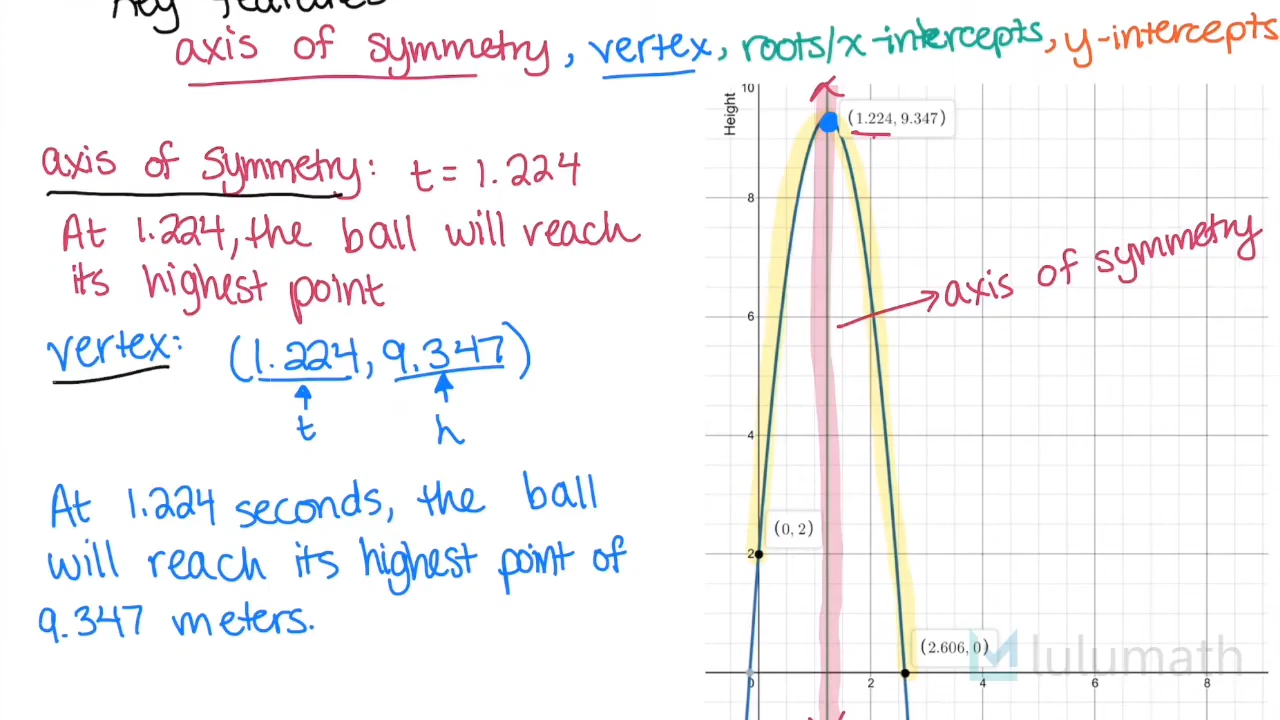 key features
axis of symmetry, vertex, roots/x-intercepts, y-intercepts
axis of symmetry: t = 1.224
At 1.224, the ball will reach
its highest point
vertex: (1.224, 9.347)
t h
At 1.224 seconds, the ball
will reach its highest point of
9.347 meters.
Height
10
(1.224, 9.347)
8
axis of symmetry
6
4
(0, 2)
2
(2.606, 0)
lulumath
0 2 4 6 8